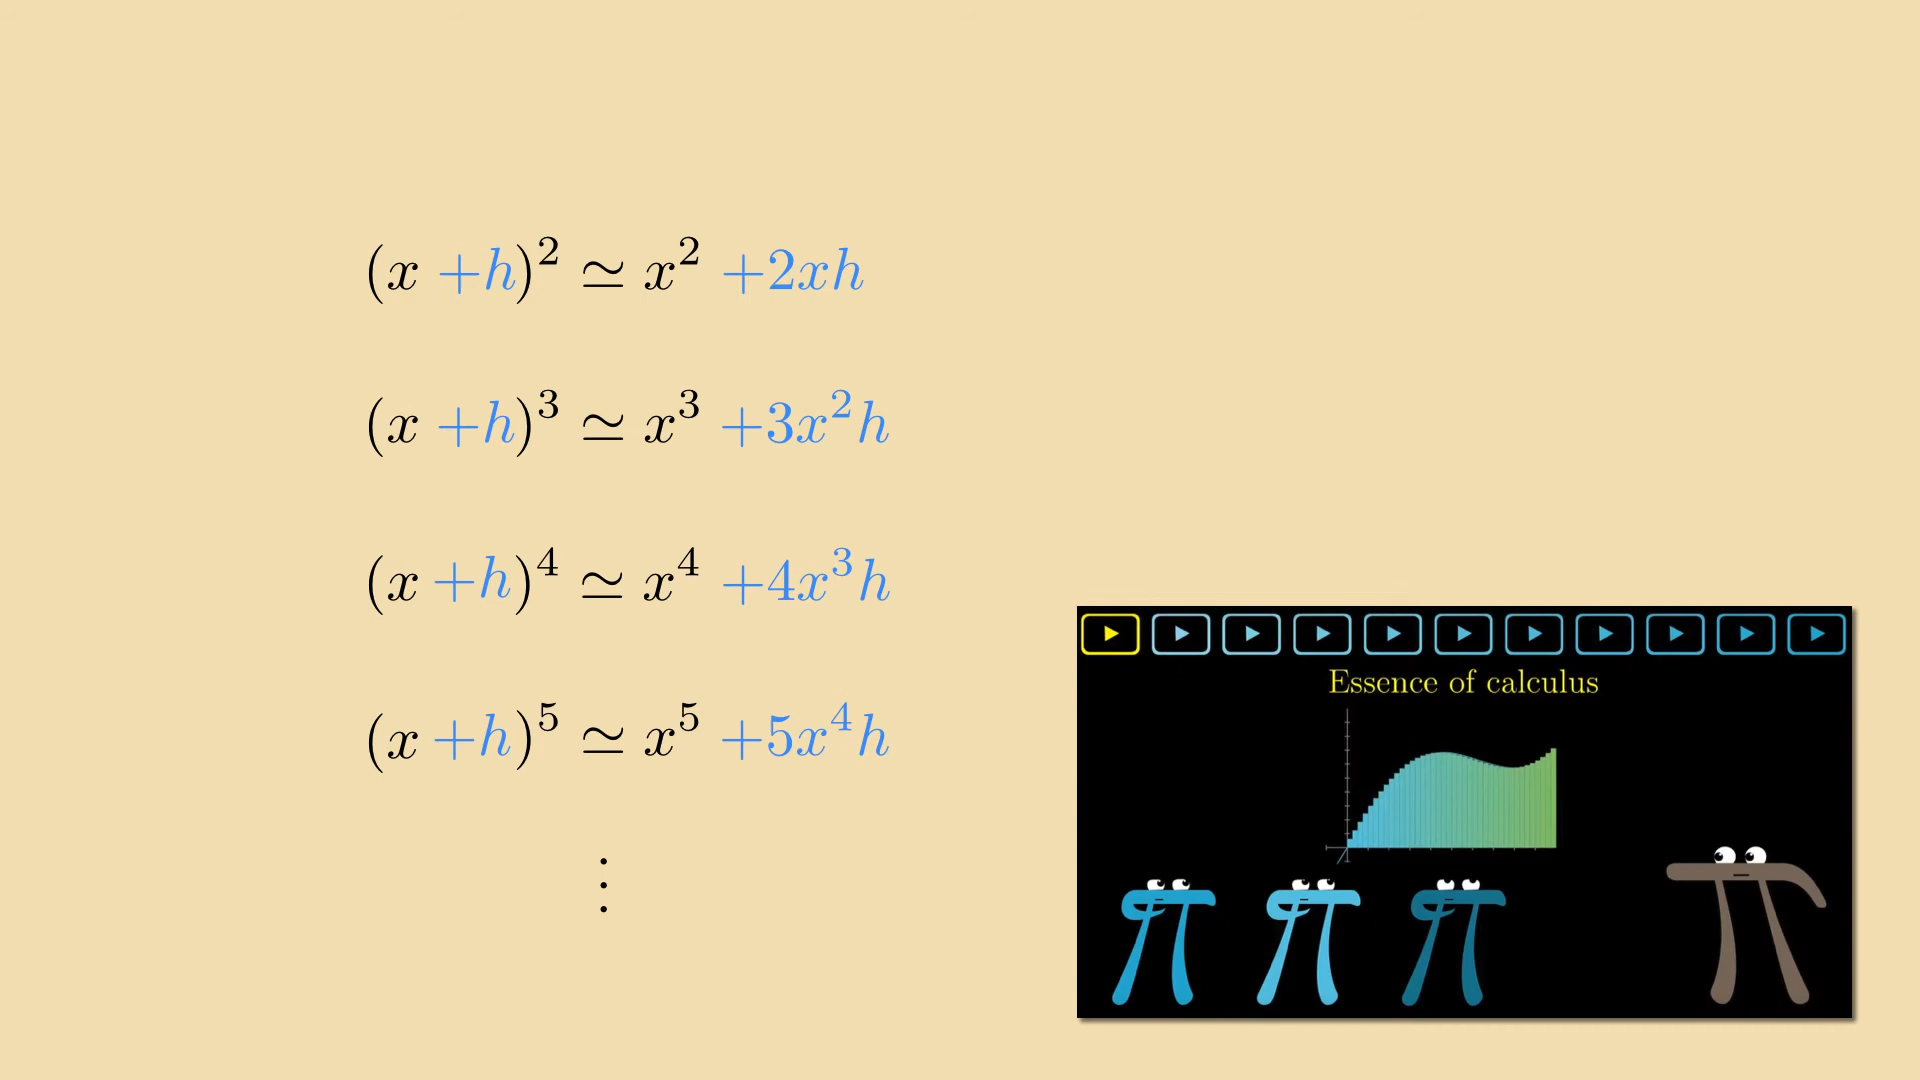 (x +h)² ≃ x² +2xh
(x +h)³ ≃ x³ +3x²h
(x +h)⁴ ≃ x⁴ +4x³h
(x +h)⁵ ≃ x⁵ +5x⁴h
⋮
Essence of calculus